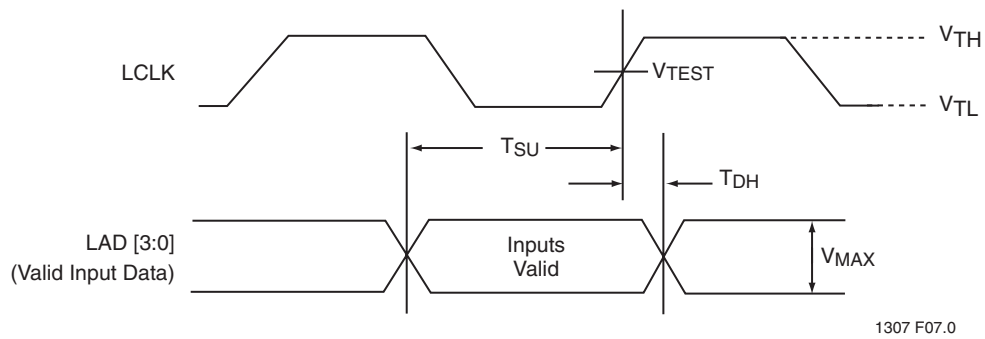 VTH
LCLK
VTEST
VTL
TSU
TDH
LAD [3:0]
(Valid Input Data)
Inputs
Valid
VMAX
1307 F07.0